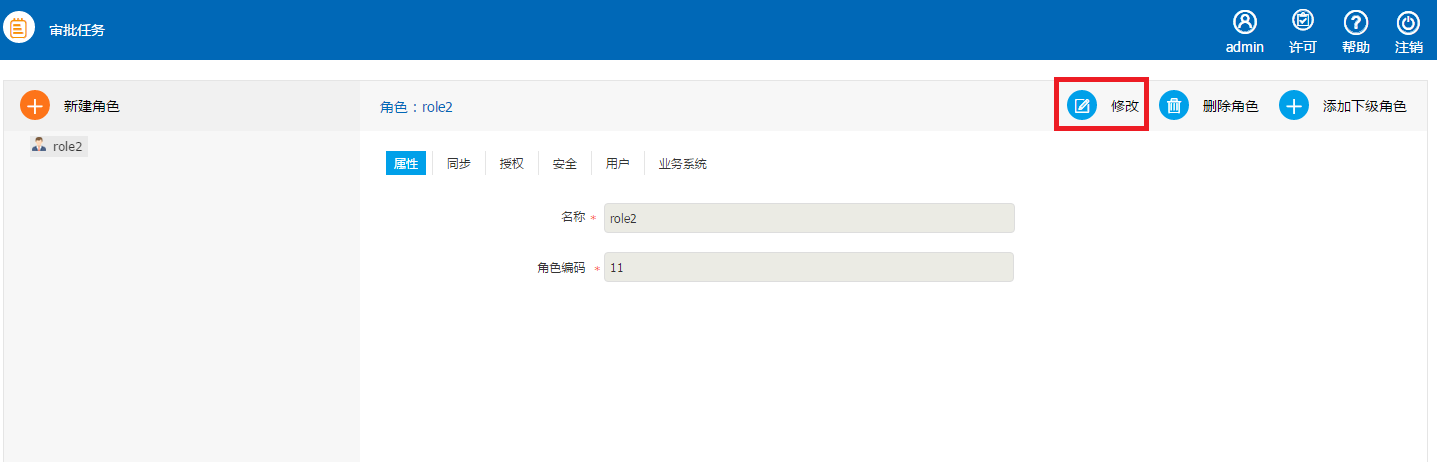 审批任务
admin 许可 帮助 注销
新建角色
role2
角色：role2
修改 删除角色 添加下级角色
属性 同步 授权 安全 用户 业务系统
名称 * role2
角色编码 * 11